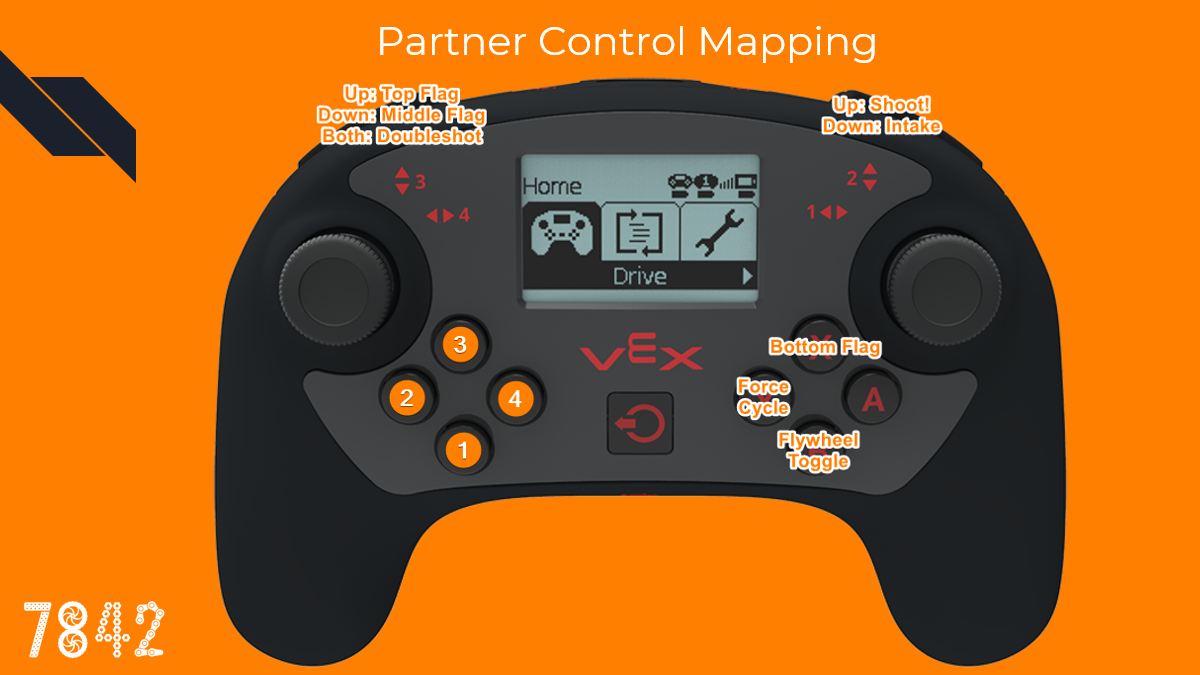 Partner Control Mapping
Up: Top Flag
Down: Middle Flag
Both: Doubleshot
Up: Shoot!
Down: Intake
3
4
2
1
Home
1
Drive
3
2
4
1
VEX
Bottom Flag
Force
Cycle
A
Flywheel
Toggle
7842